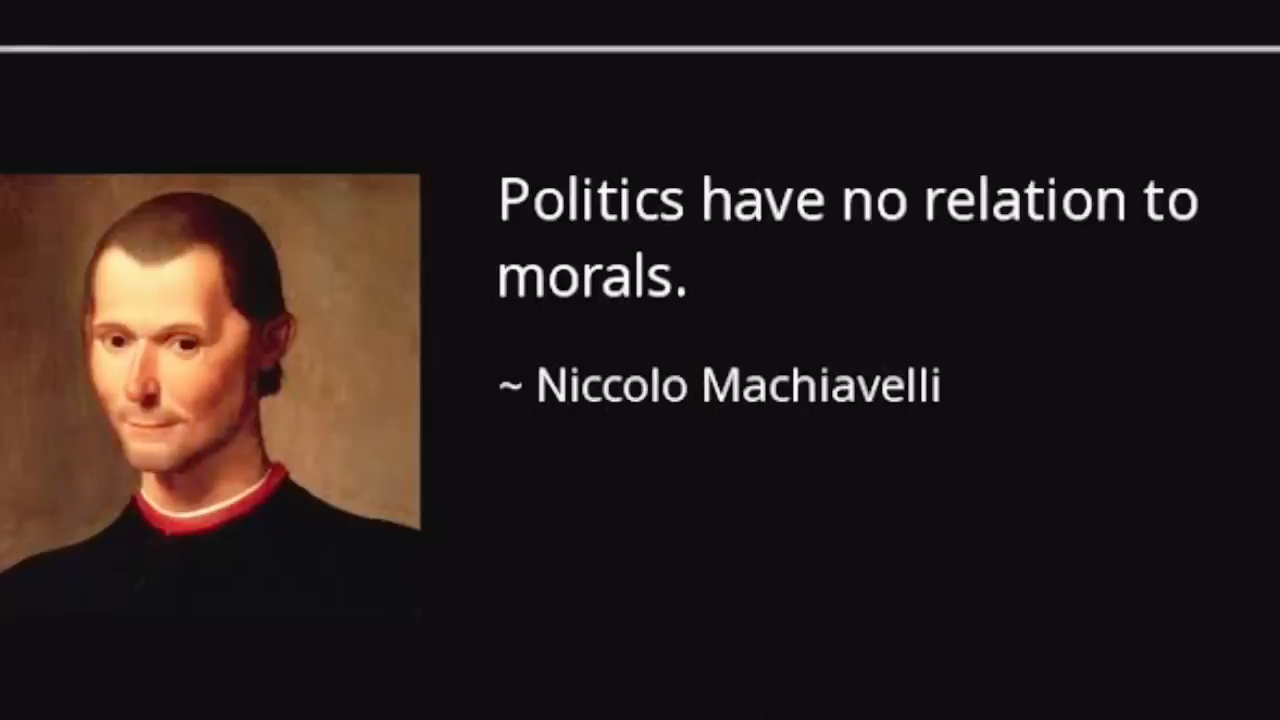 Politics have no relation to
morals.
~ Niccolo Machiavelli